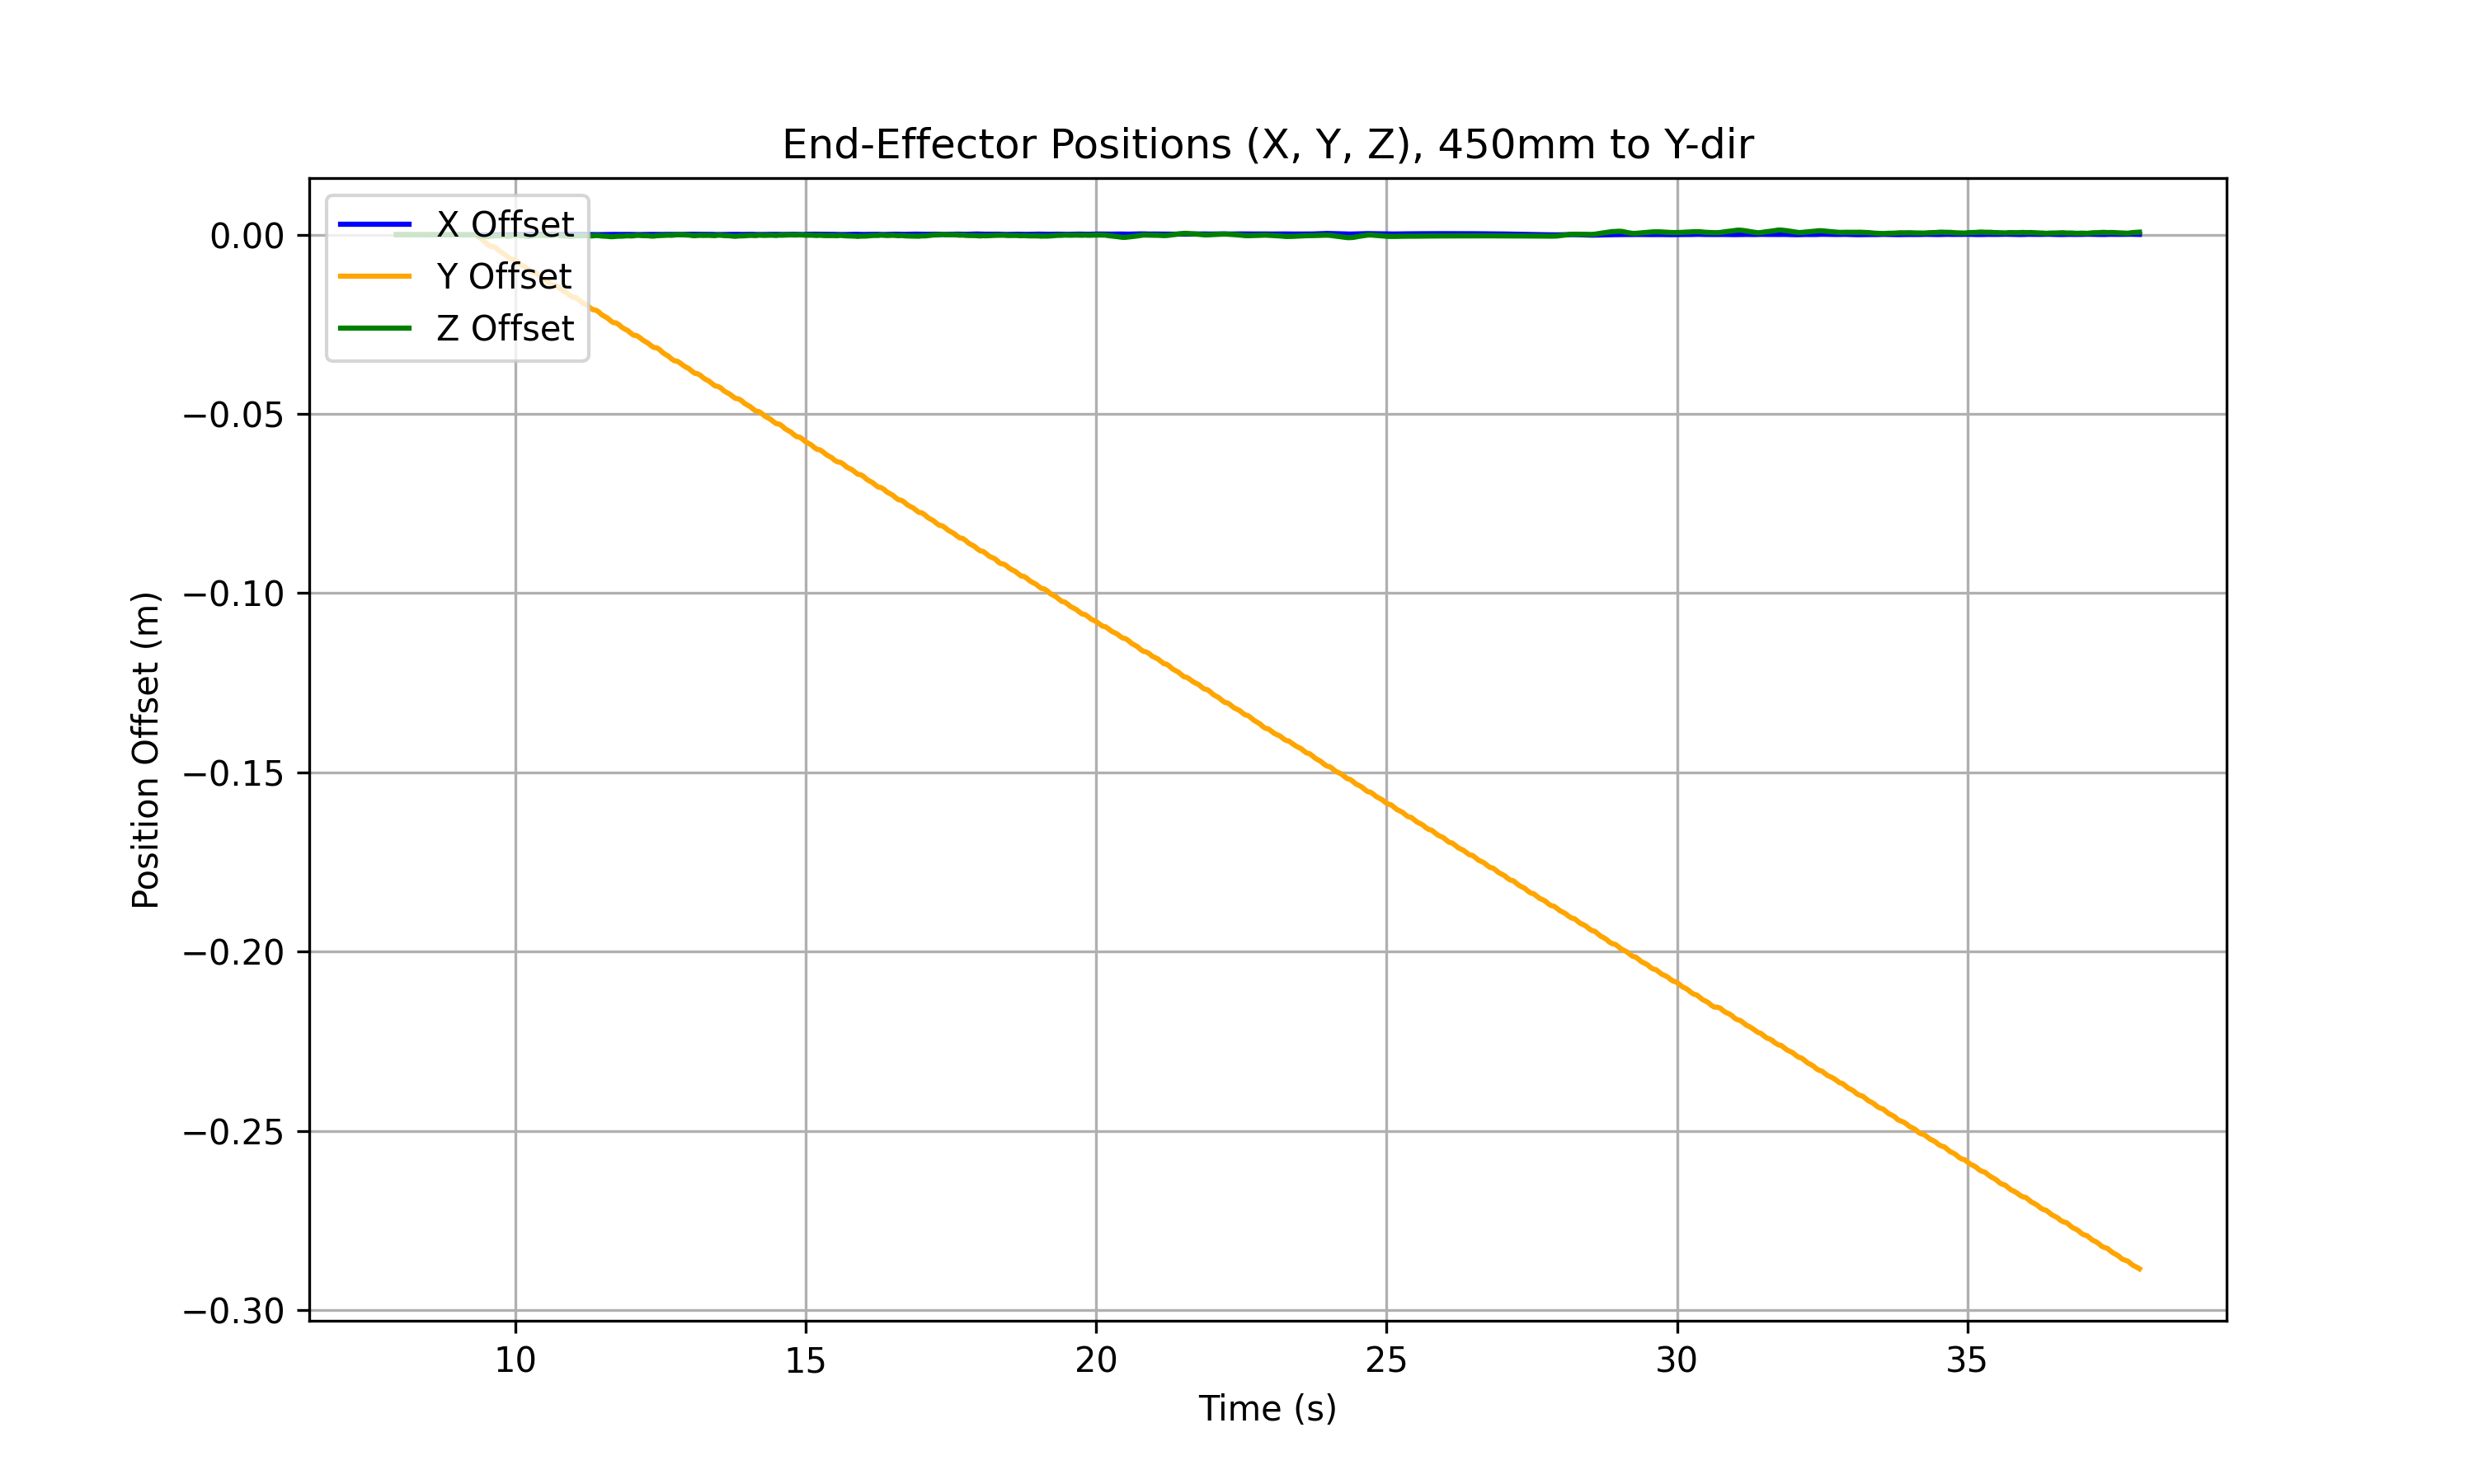 End-Effector Positions (X, Y, Z), 450mm to Y-dir
X Offset
Y Offset
Z Offset
0.00
−0.05
−0.10
−0.15
−0.20
−0.25
−0.30
Position Offset (m)
10 15 20 25 30 35
Time (s)